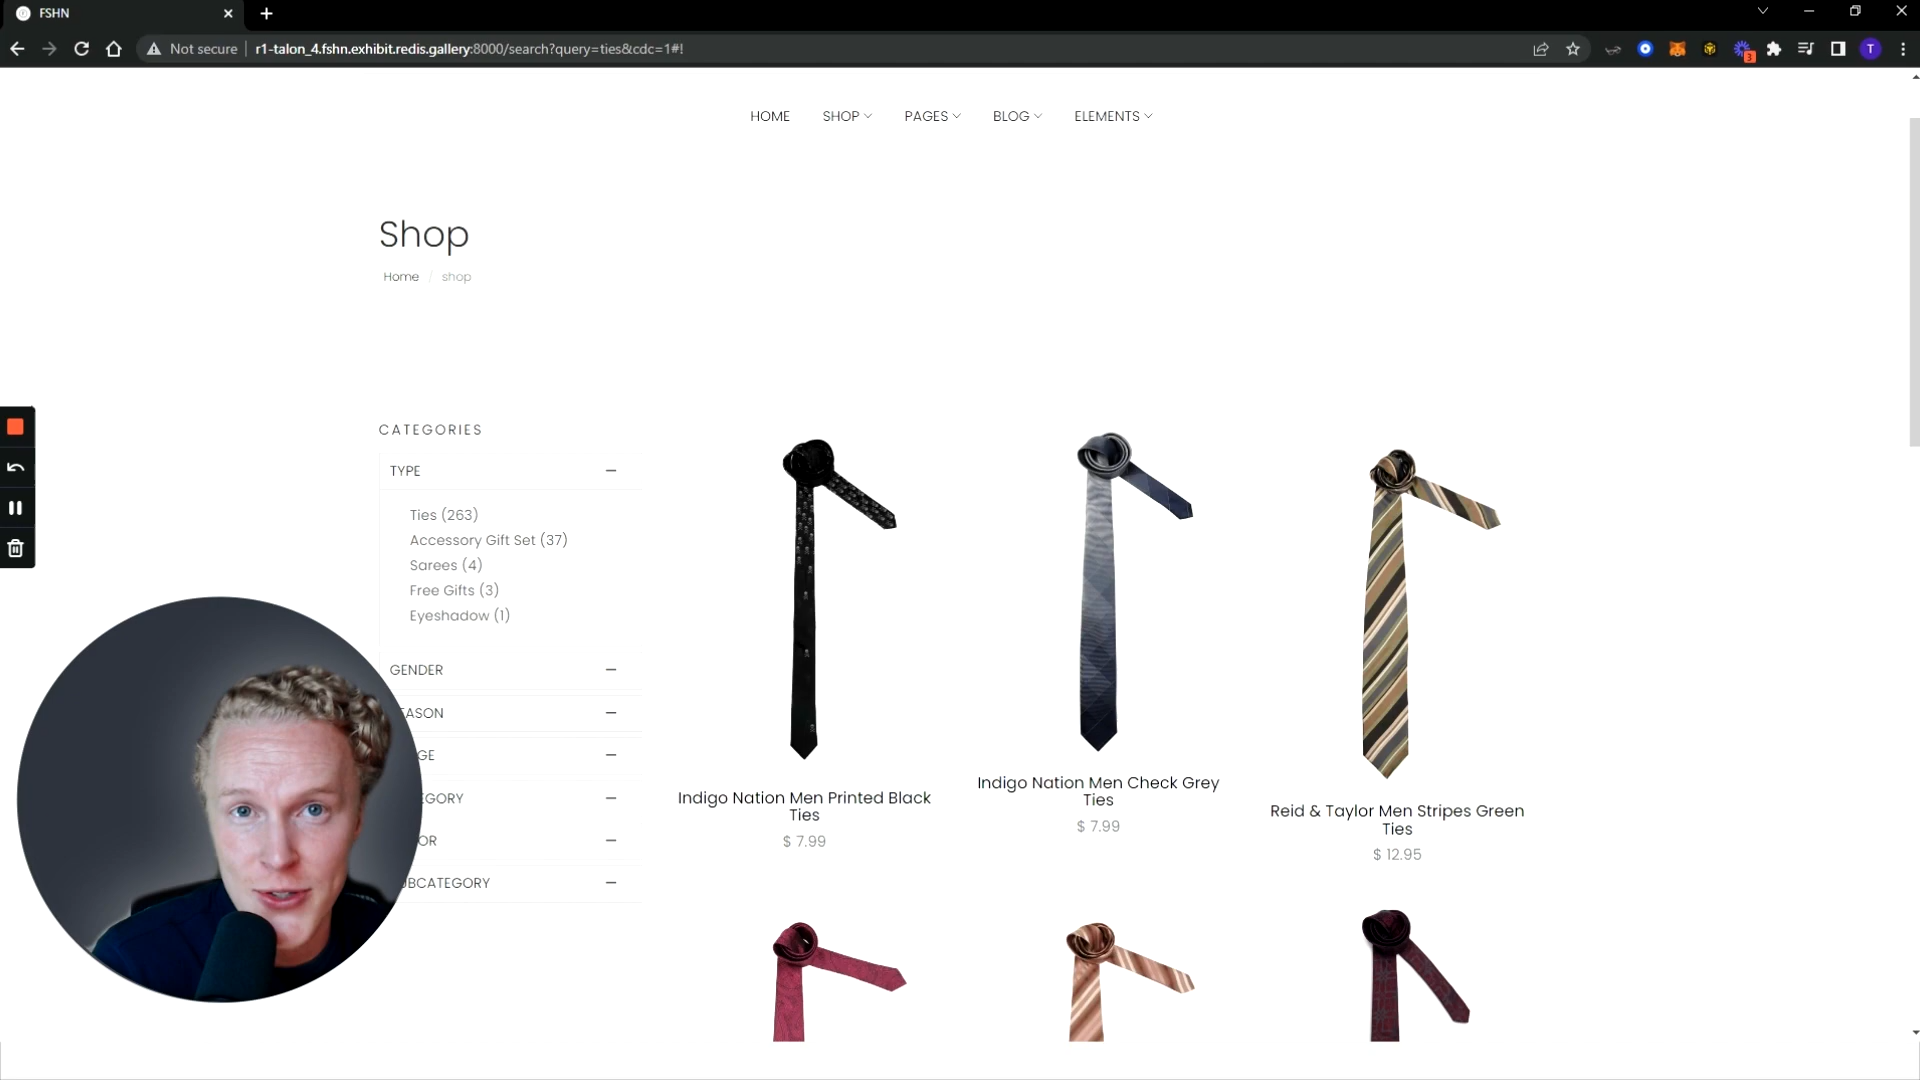 FSHN
Not secure
r1-talon_4.fshn.exhibit.redis.gallery:8000/search?query=ties&cdc=1#!
3
T
HOME SHOP PAGES BLOG ELEMENTS
Shop
Home / shop
CATEGORIES
TYPE
Ties (263)
Accessory Gift Set (37)
Sarees (4)
Free Gifts (3)
Eyeshadow (1)
GENDER
EASON
GE
EGORY
OR
UBCATEGORY
Indigo Nation Men Printed Black
Ties
$ 7.99
Indigo Nation Men Check Grey
Ties
$ 7.99
Reid & Taylor Men Stripes Green
Ties
$ 12.95